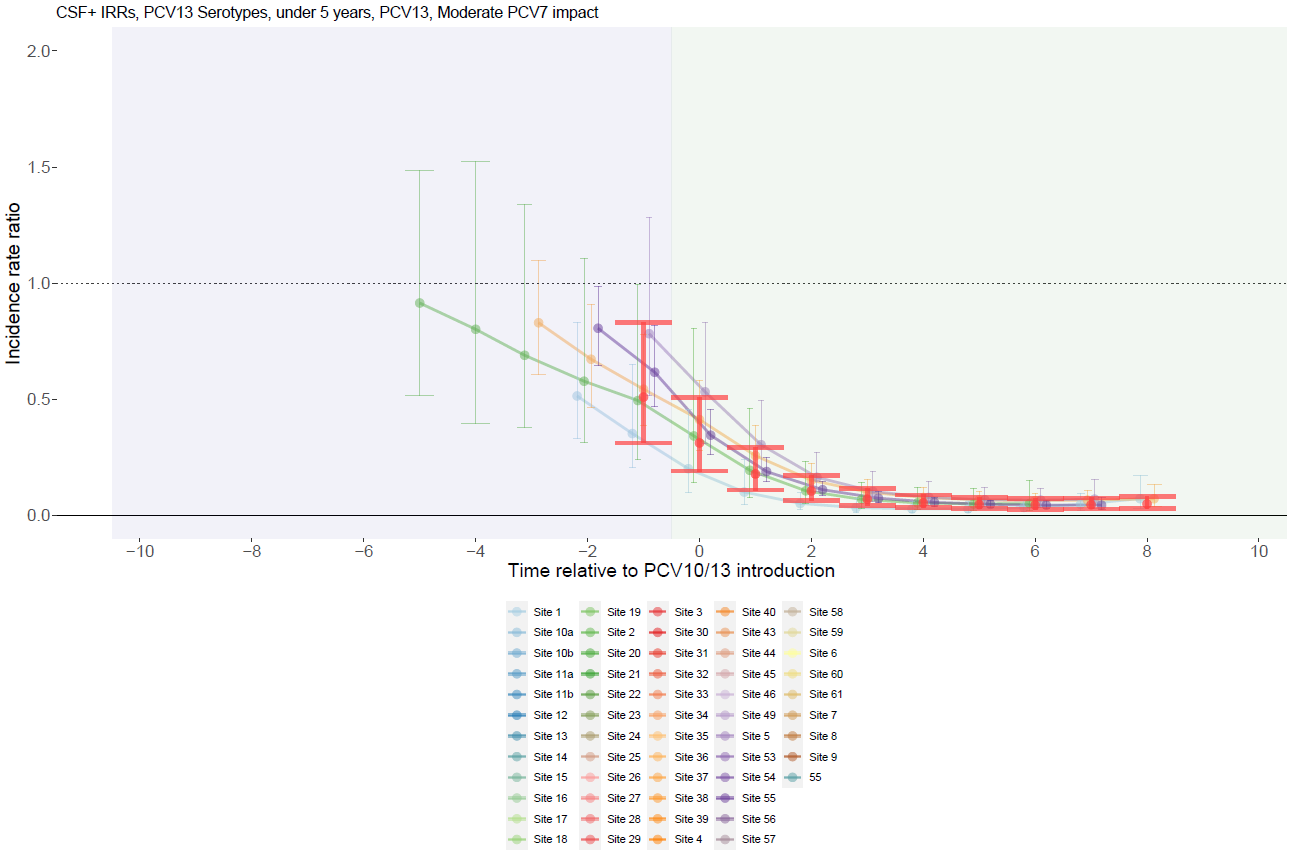 CSF+ IRRs, PCV13 Serotypes, under 5 years, PCV13, Moderate PCV7 impact
Incidence rate ratio
2.0
1.5
1.0
0.5
0.0
−10 −8 −6 −4 −2 0 2 4 6 8 10
Time relative to PCV10/13 introduction
Site 1 Site 19 Site 3 Site 40 Site 58
Site 10a Site 2 Site 30 Site 43 Site 59
Site 10b Site 20 Site 31 Site 44 Site 6
Site 11a Site 21 Site 32 Site 45 Site 60
Site 11b Site 22 Site 33 Site 46 Site 61
Site 12 Site 23 Site 34 Site 49 Site 7
Site 13 Site 24 Site 35 Site 5 Site 8
Site 14 Site 25 Site 36 Site 53 Site 9
Site 15 Site 26 Site 37 Site 54 55
Site 16 Site 27 Site 38 Site 55
Site 17 Site 28 Site 39 Site 56
Site 18 Site 29 Site 4 Site 57